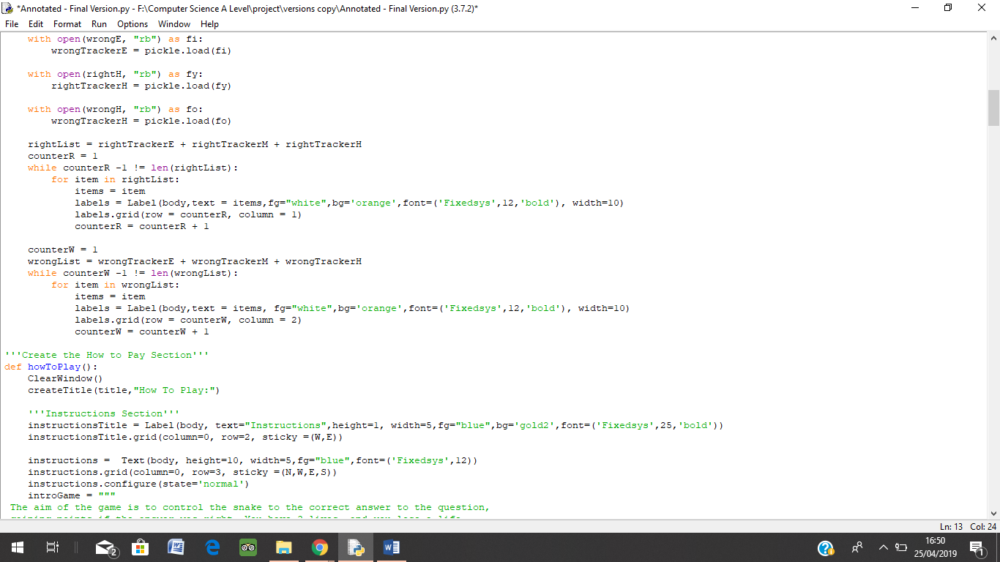 *Annotated - Final Version.py - F:\Computer Science A Level\project\versions copy\Annotated - Final Version.py (3.7.2)*
File Edit Format Run Options Window Help
    with open(wrongE, "rb") as fi:
        wrongTrackerE = pickle.load(fi)

    with open(rightH, "rb") as fy:
        rightTrackerH = pickle.load(fy)

    with open(wrongH, "rb") as fo:
        wrongTrackerH = pickle.load(fo)

    rightList = rightTrackerE + rightTrackerM + rightTrackerH
    counterR = 1
    while counterR -1 != len(rightList):
        for item in rightList:
            items = item
            labels = Label(body,text = items,fg="white",bg='orange',font=('Fixedsys',12,'bold'), width=10)
            labels.grid(row = counterR, column = 1)
            counterR = counterR + 1

    counterW = 1
    wrongList = wrongTrackerE + wrongTrackerM + wrongTrackerH
    while counterW -1 != len(wrongList):
        for item in wrongList:
            items = item
            labels = Label(body,text = items, fg="white",bg='orange',font=('Fixedsys',12,'bold'), width=10)
            labels.grid(row = counterW, column = 2)
            counterW = counterW + 1

'''Create the How to Pay Section'''
def howToPlay():
    ClearWindow()
    createTitle(title,"How To Play:")

    '''Instructions Section'''
    instructionsTitle = Label(body, text="Instructions",height=1, width=5,fg="blue",bg='gold2',font=('Fixedsys',25,'bold'))
    instructionsTitle.grid(column=0, row=2, sticky =(W,E))

    instructions =  Text(body, height=10, width=5,fg="blue",font=('Fixedsys',12))
    instructions.grid(column=0, row=3, sticky =(N,W,E,S))
    instructions.configure(state='normal')
    introGame = """
 The aim of the game is to control the snake to the correct answer to the question,
Ln: 13 Col: 24
2
16:50
25/04/2019
1